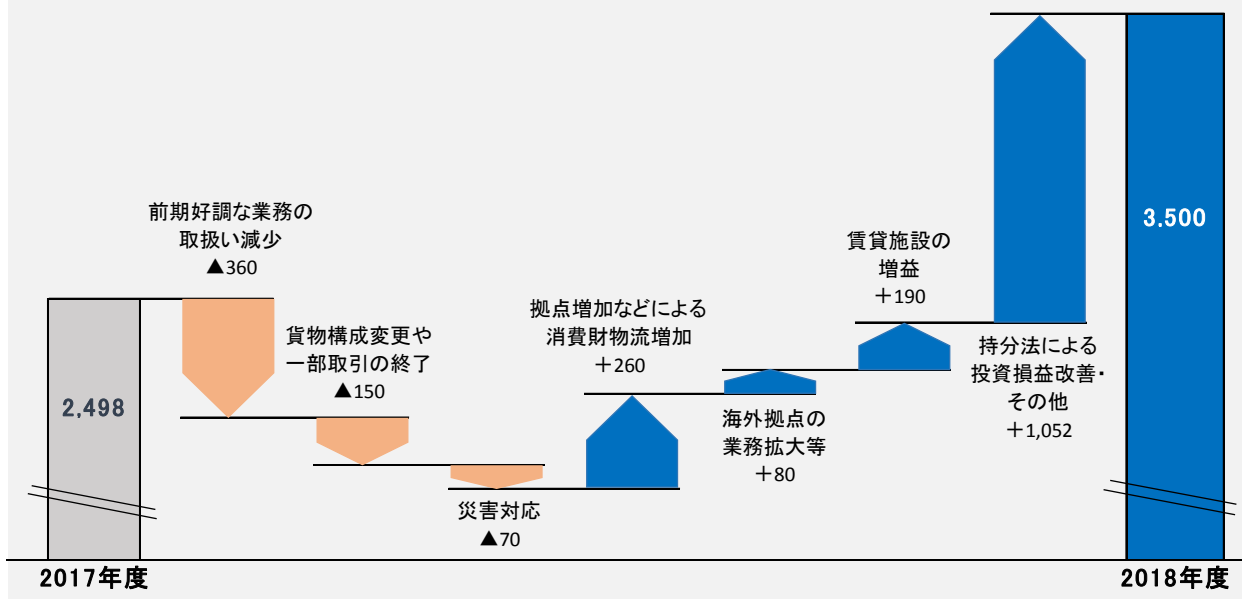 前期好調な業務の
取扱い減少
▲360
貨物構成変更や
一部取引の終了
▲150
災害対応
▲70
拠点増加などによる
消費財物流増加
＋260
海外拠点の
業務拡大等
＋80
賃貸施設の
増益
＋190
持分法による
投資損益改善・
その他
＋1,052
2,498
3,500
2017年度
2018年度